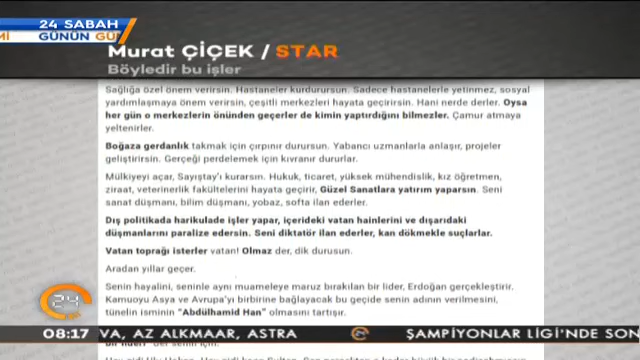 24 SABAH
GÜNÜN
Murat ÇİÇEK / STAR
Böyledir bu işler
Sağlığa özel önem verirsin. Hastaneler kurdurursun. Sadece hastanelerle yetinmez, sosyal
yardımlaşmaya önem verirsin, çeşitli merkezleri hayata geçirirsin. Hani nerde derler. Oysa
her gün o merkezlerin önünden geçerler de kimin yaptırdığını bilmezler. Çamur atmaya
yeltenirler.
Boğaza gerdanlık takmak için çırpınır durursun. Yabancı uzmanlarla anlaşır, projeler
geliştirirsin. Gerçeği perdelemek için kıvranır dururlar.
Mülkiyeyi açar, Sayıştay'ı kurarsın. Hukuk, ticaret, yüksek mühendislik, kız öğretmen,
ziraat, veterinerlik fakültelerini hayata geçirir, Güzel Sanatlara yatırım yaparsın. Seni
sanat düşmanı, bilim düşmanı, yobaz, softa ilan ederler.
Dış politikada harikulade işler yapar, içerideki vatan hainlerini ve dışarıdaki
düşmanlarını paralize edersin. Seni diktatör ilan ederler, kan dökmekle suçlarlar.
Vatan toprağı isterler vatan! Olmaz der, dik durusun.
Aradan yıllar geçer.
Senin hayalini, seninle aynı muameleye maruz bırakılan bir lider, Erdoğan gerçekleştirir.
Kamuoyu Asya ve Avrupa'yı birbirine bağlayacak bu geçide senin adının verilmesini,
tünelin isminin "Abdülhamid Han" olmasını tartışır.
24
08:17 VA, AZ ALKMAAR, ASTRA 24 ŞAMPİYONLAR LİGİ'NDE SON